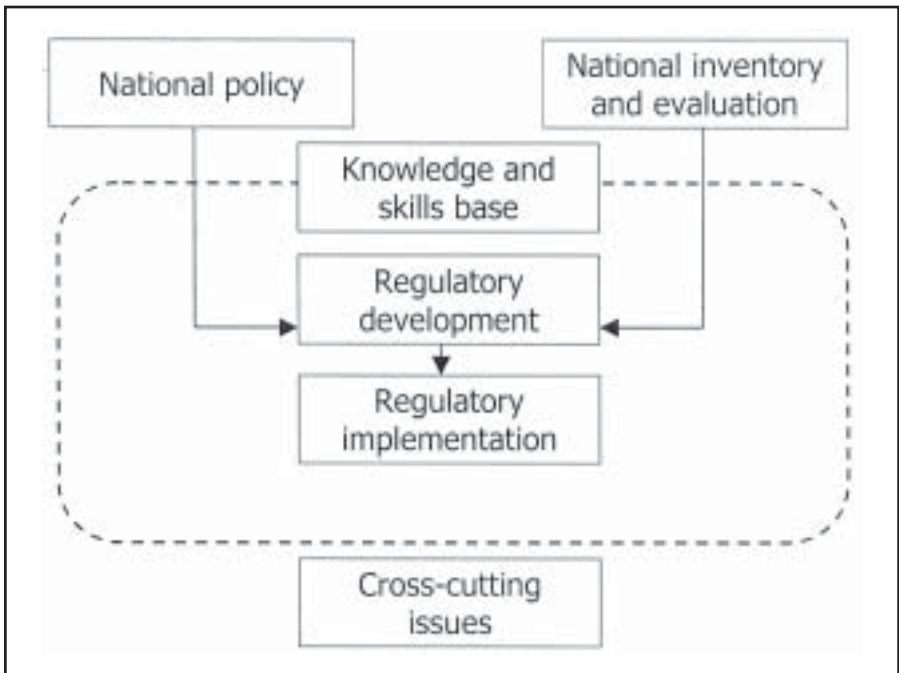 National policy
National inventory
and evaluation
Knowledge and
skills base
Regulatory
development
Regulatory
implementation
Cross-cutting
issues